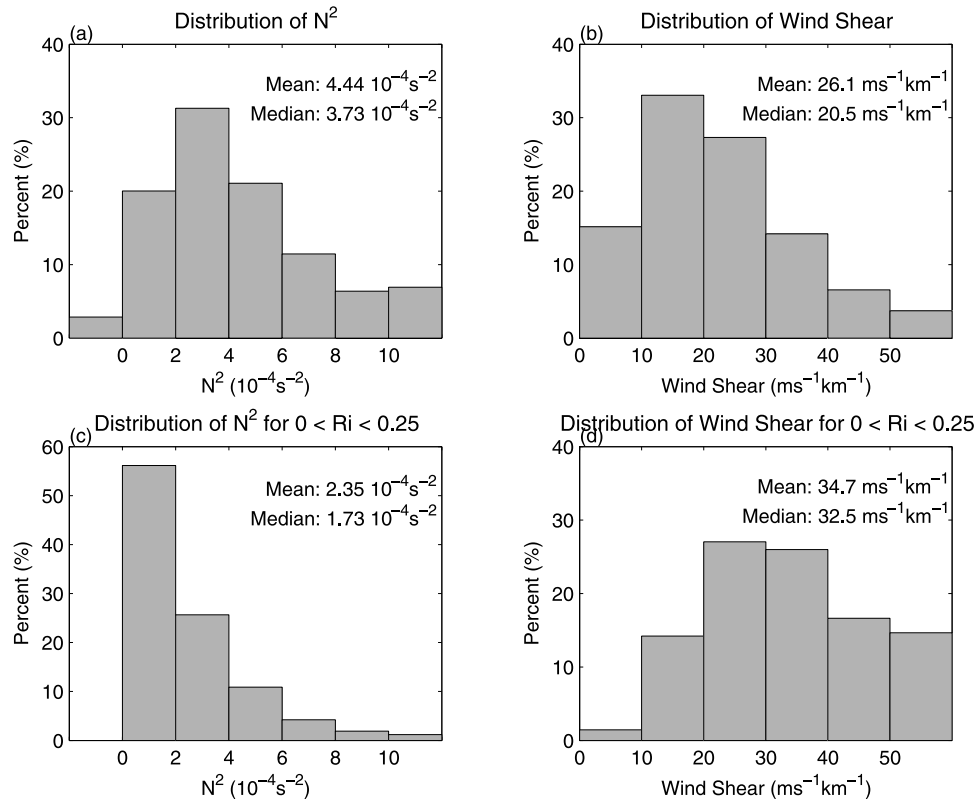 Distribution of N²
(a)
40
30
20
10
0
Percent (%)
Mean: 4.44 10⁻⁴s⁻²
Median: 3.73 10⁻⁴s⁻²
0 2 4 6 8 10
N² (10⁻⁴s⁻²)
Distribution of Wind Shear
(b)
40
30
20
10
0
Percent (%)
Mean: 26.1 ms⁻¹km⁻¹
Median: 20.5 ms⁻¹km⁻¹
0 10 20 30 40 50
Wind Shear (ms⁻¹km⁻¹)
Distribution of N² for 0 < Ri < 0.25
(c)
60
50
40
30
20
10
0
Percent (%)
Mean: 2.35 10⁻⁴s⁻²
Median: 1.73 10⁻⁴s⁻²
0 2 4 6 8 10
N² (10⁻⁴s⁻²)
Distribution of Wind Shear for 0 < Ri < 0.25
(d)
40
30
20
10
0
Percent (%)
Mean: 34.7 ms⁻¹km⁻¹
Median: 32.5 ms⁻¹km⁻¹
0 10 20 30 40 50
Wind Shear (ms⁻¹km⁻¹)